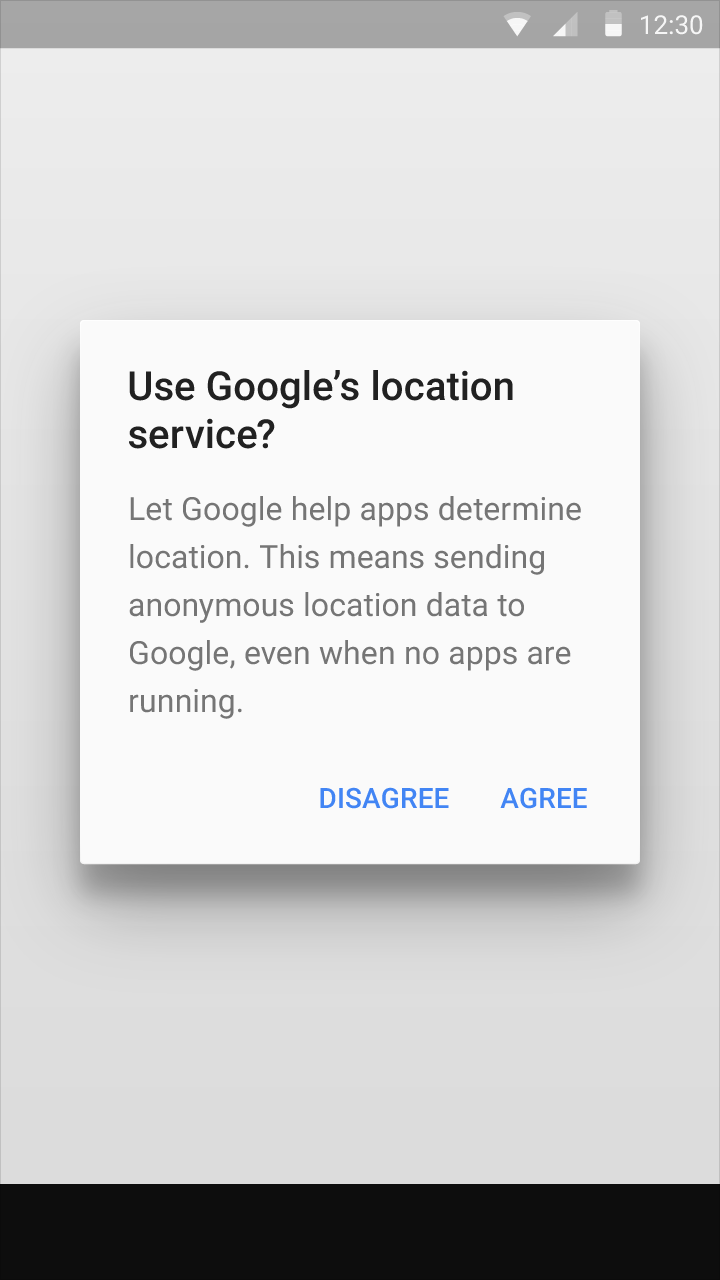 12:30
Use Google’s location
service?
Let Google help apps determine
location. This means sending
anonymous location data to
Google, even when no apps are
running.
DISAGREE AGREE